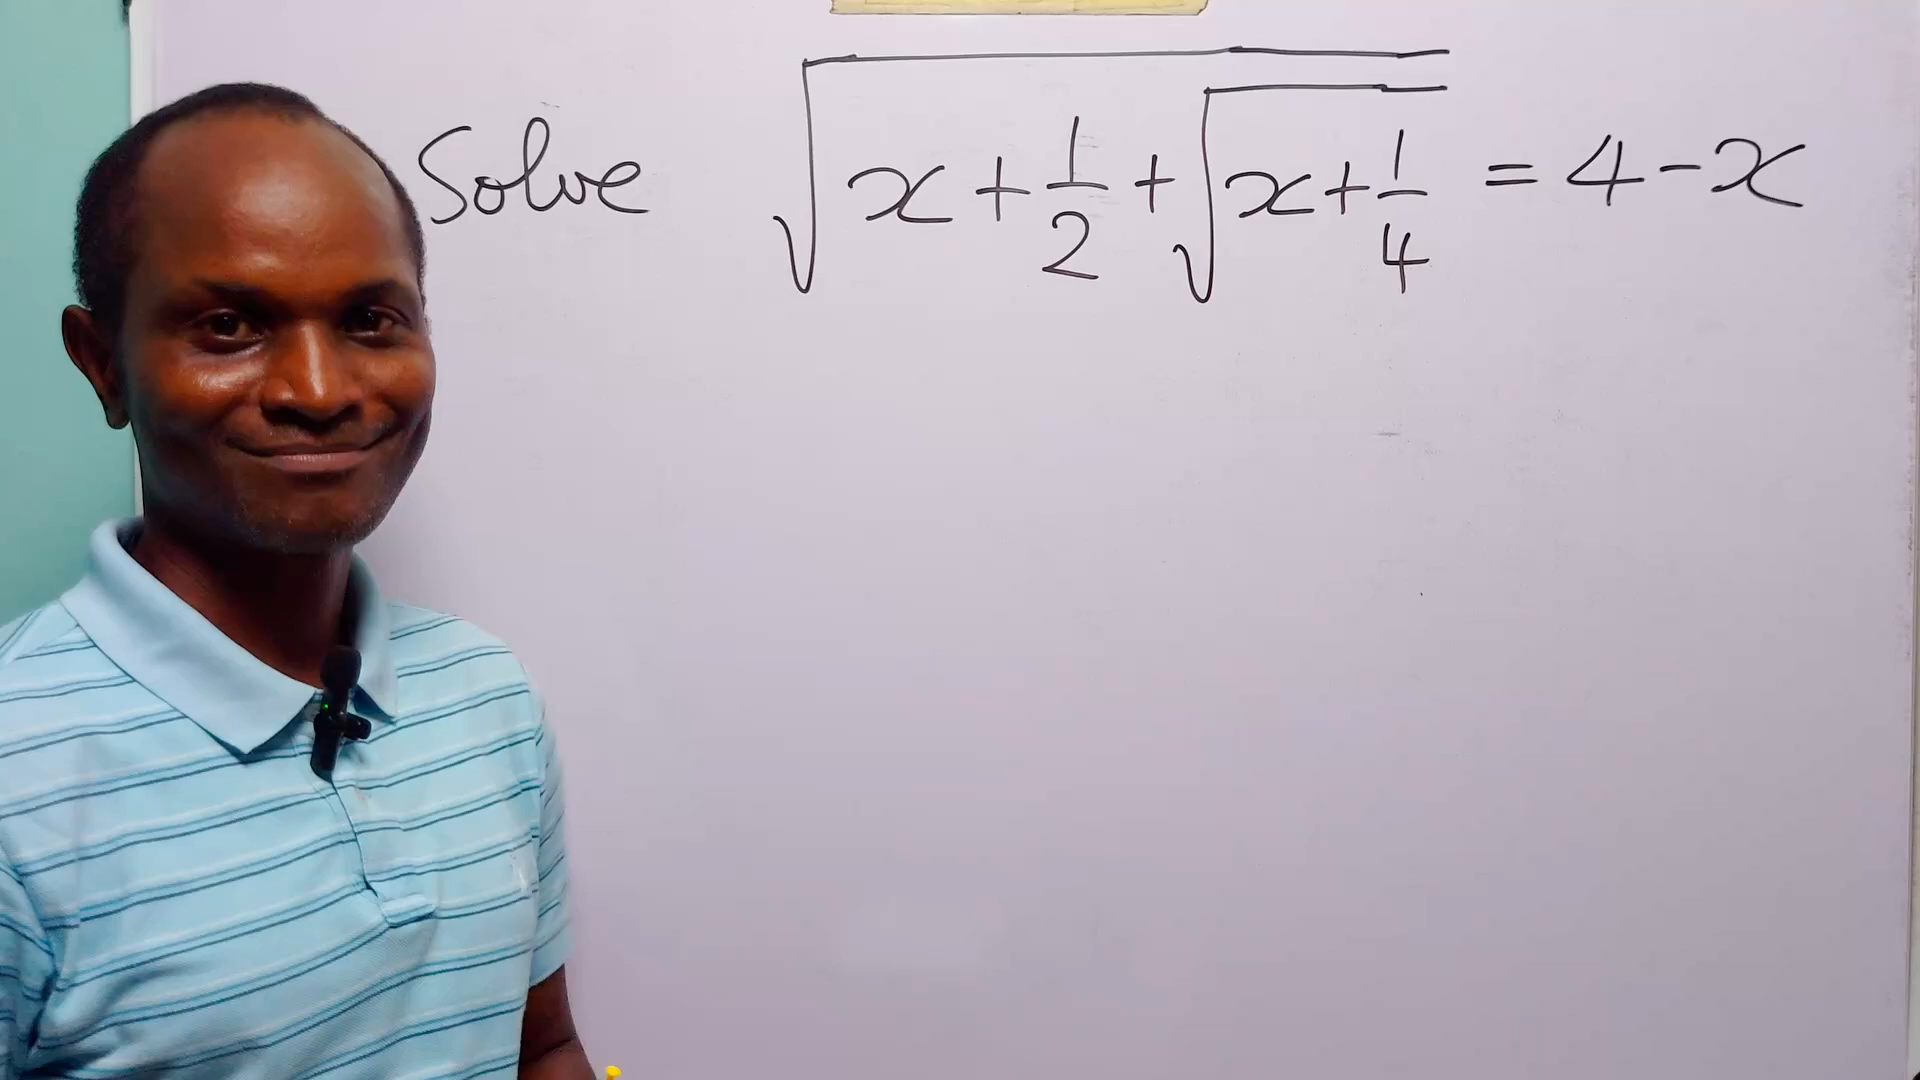 Solve √(x + 1/2 + √(x + 1/4)) = 4 - x